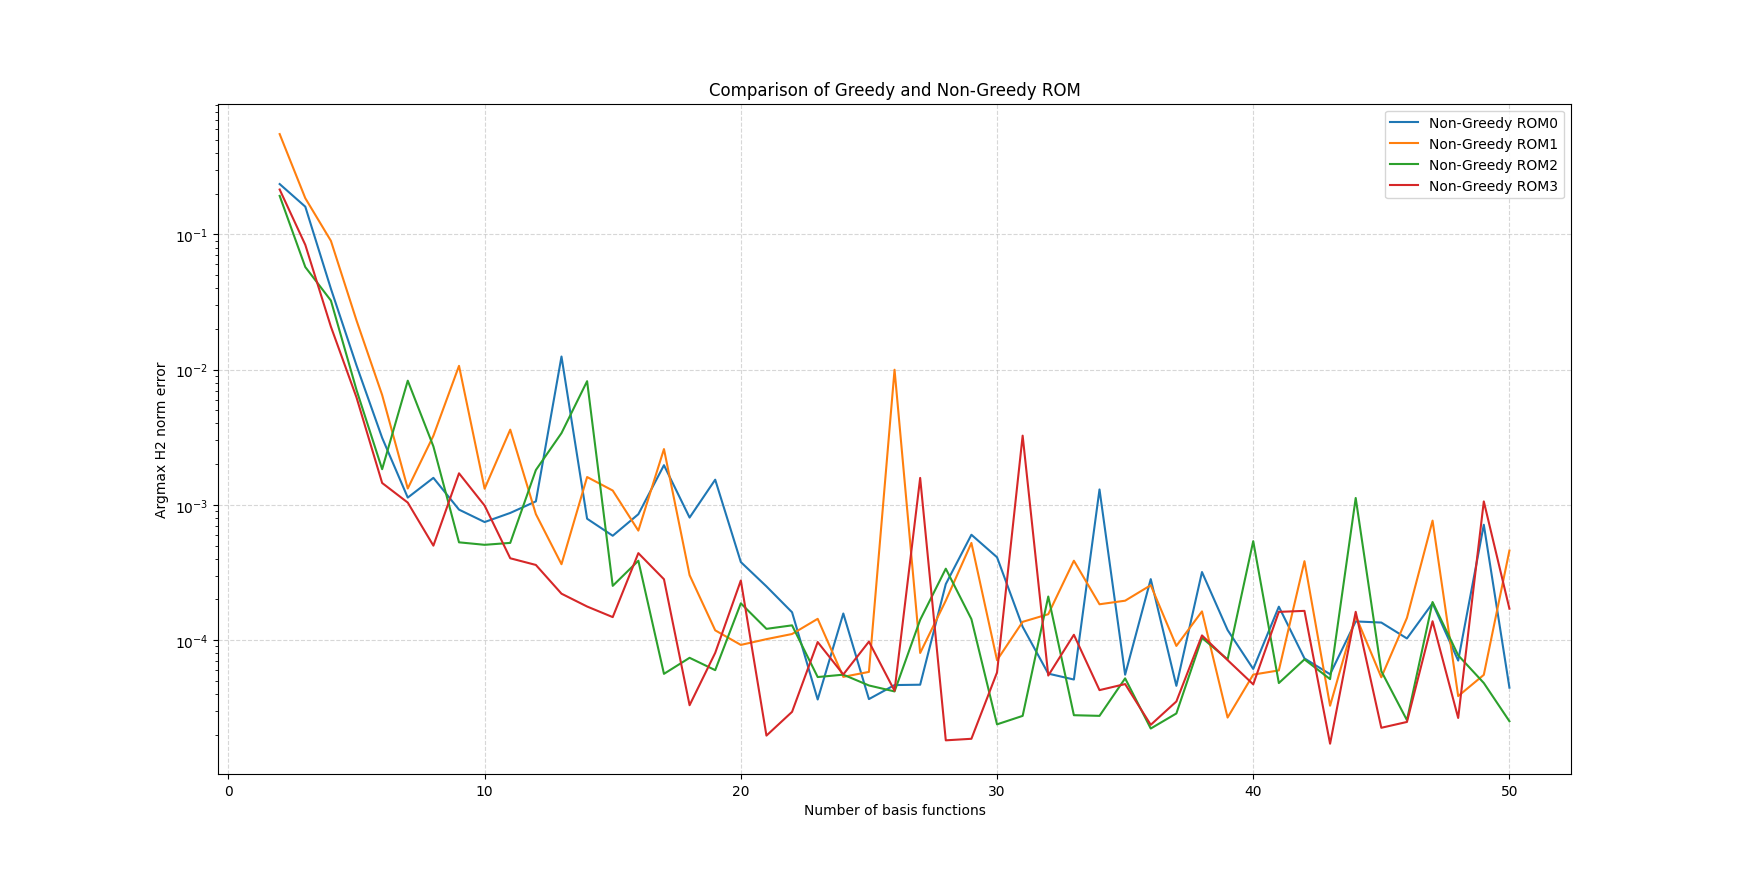 Comparison of Greedy and Non-Greedy ROM
Non-Greedy ROM0
Non-Greedy ROM1
Non-Greedy ROM2
Non-Greedy ROM3
Argmax H2 norm error
10⁻¹
10⁻²
10⁻³
10⁻⁴
0 10 20 30 40 50
Number of basis functions